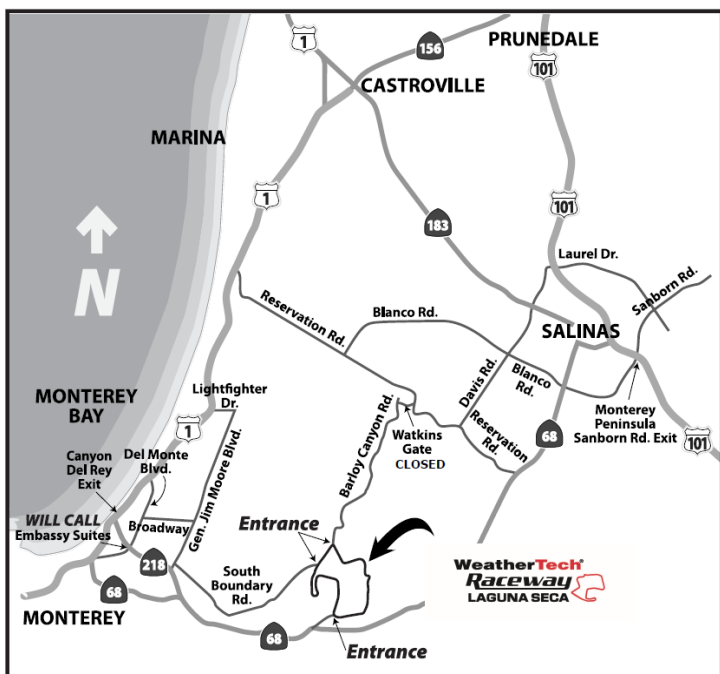 1
156
PRUNEDALE
101
CASTROVILLE
MARINA
1
101
183
N
Laurel Dr.
Sanborn Rd.
Reservation Rd.
Blanco Rd.
SALINAS
Davis Rd.
Blanco
Rd.
Lightfighter
Dr.
MONTEREY
BAY
1
Barloy Canyon Rd.
Watkins
Gate
CLOSED
Reservation
Rd.
68
Monterey
Peninsula
Sanborn Rd. Exit
101
Canyon
Del Rey
Exit
Del Monte
Blvd.
Gen. Jim Moore Blvd.
WILL CALL
Embassy Suites
Broadway
Entrance
218
South
Boundary
Rd.
WeatherTech®
Raceway
LAGUNA SECA
68
MONTEREY
68
Entrance